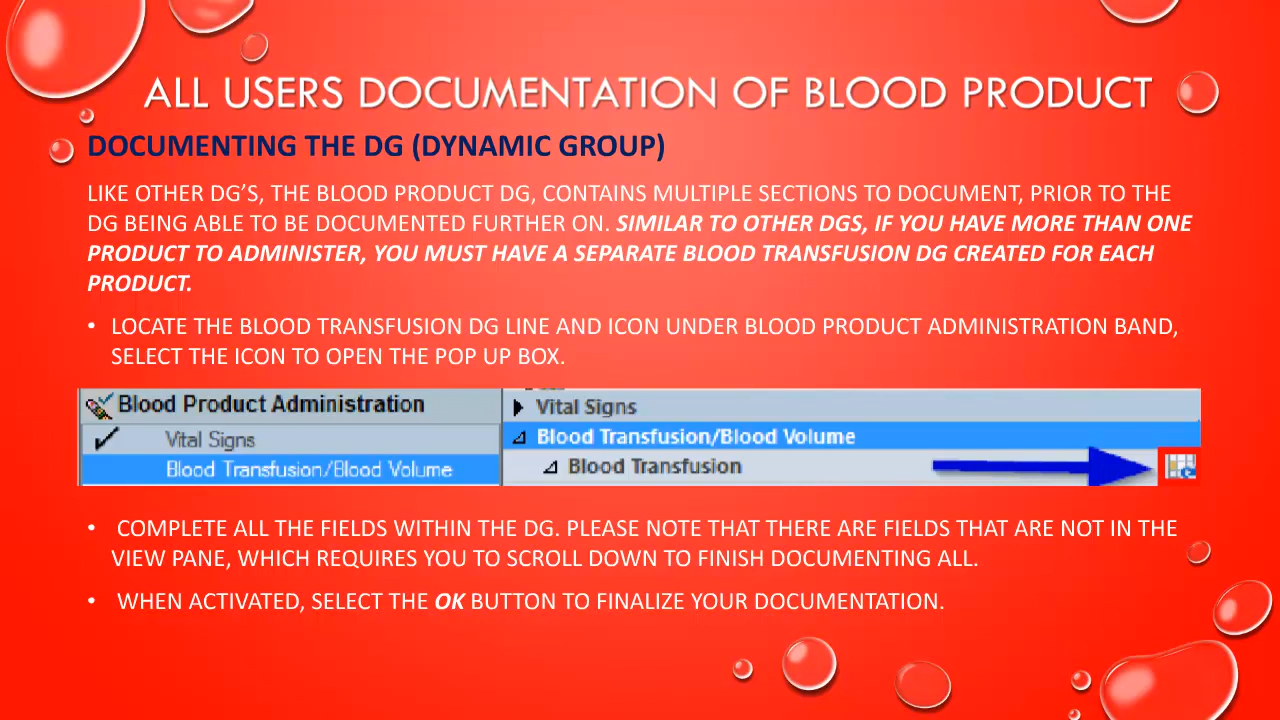 ALL USERS DOCUMENTATION OF BLOOD PRODUCT
DOCUMENTING THE DG (DYNAMIC GROUP)
LIKE OTHER DG’S, THE BLOOD PRODUCT DG, CONTAINS MULTIPLE SECTIONS TO DOCUMENT, PRIOR TO THE
DG BEING ABLE TO BE DOCUMENTED FURTHER ON. SIMILAR TO OTHER DGS, IF YOU HAVE MORE THAN ONE
PRODUCT TO ADMINISTER, YOU MUST HAVE A SEPARATE BLOOD TRANSFUSION DG CREATED FOR EACH
PRODUCT.
• LOCATE THE BLOOD TRANSFUSION DG LINE AND ICON UNDER BLOOD PRODUCT ADMINISTRATION BAND,
SELECT THE ICON TO OPEN THE POP UP BOX.
Blood Product Administration
Vital Signs
Blood Transfusion/Blood Volume
Vital Signs
Blood Transfusion/Blood Volume
Blood Transfusion
• COMPLETE ALL THE FIELDS WITHIN THE DG. PLEASE NOTE THAT THERE ARE FIELDS THAT ARE NOT IN THE
VIEW PANE, WHICH REQUIRES YOU TO SCROLL DOWN TO FINISH DOCUMENTING ALL.
• WHEN ACTIVATED, SELECT THE OK BUTTON TO FINALIZE YOUR DOCUMENTATION.